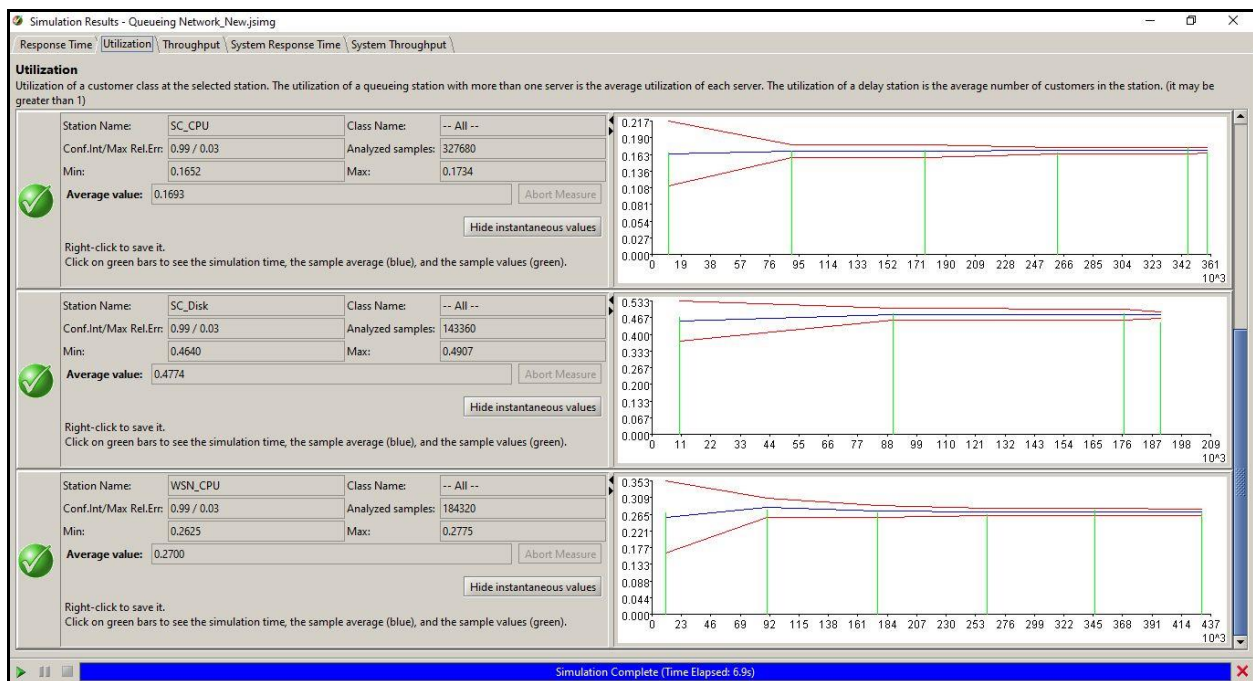 Simulation Results - Queueing Network_New.jsimg
Response Time Utilization Throughput System Response Time System Throughput
Utilization
Utilization of a customer class at the selected station. The utilization of a queueing station with more than one server is the average utilization of each server. The utilization of a delay station is the average number of customers in the station. (it may be
greater than 1)
Station Name: SC_CPU Class Name: -- All --
Conf.Int/Max Rel.Err: 0.99 / 0.03 Analyzed samples: 327680
Min: 0.1652 Max: 0.1734
Average value: 0.1693 Abort Measure
Hide instantaneous values
Right-click to save it.
Click on green bars to see the simulation time, the sample average (blue), and the sample values (green).
0.217
0.190
0.163
0.136
0.108
0.081
0.054
0.027
0.000
0 19 38 57 76 95 114 133 152 171 190 209 228 247 266 285 304 323 342 361
10^3
Station Name: SC_Disk Class Name: -- All --
Conf.Int/Max Rel.Err: 0.99 / 0.03 Analyzed samples: 143360
Min: 0.4640 Max: 0.4907
Average value: 0.4774 Abort Measure
Hide instantaneous values
Right-click to save it.
Click on green bars to see the simulation time, the sample average (blue), and the sample values (green).
0.533
0.467
0.400
0.333
0.267
0.200
0.133
0.067
0.000
0 11 22 33 44 55 66 77 88 99 110 121 132 143 154 165 176 187 198 209
10^3
Station Name: WSN_CPU Class Name: -- All --
Conf.Int/Max Rel.Err: 0.99 / 0.03 Analyzed samples: 184320
Min: 0.2625 Max: 0.2775
Average value: 0.2700 Abort Measure
Hide instantaneous values
Right-click to save it.
Click on green bars to see the simulation time, the sample average (blue), and the sample values (green).
0.353
0.309
0.265
0.221
0.177
0.133
0.088
0.044
0.000
0 23 46 69 92 115 138 161 184 207 230 253 276 299 322 345 368 391 414 437
10^3
Simulation Complete (Time Elapsed: 6.9s)